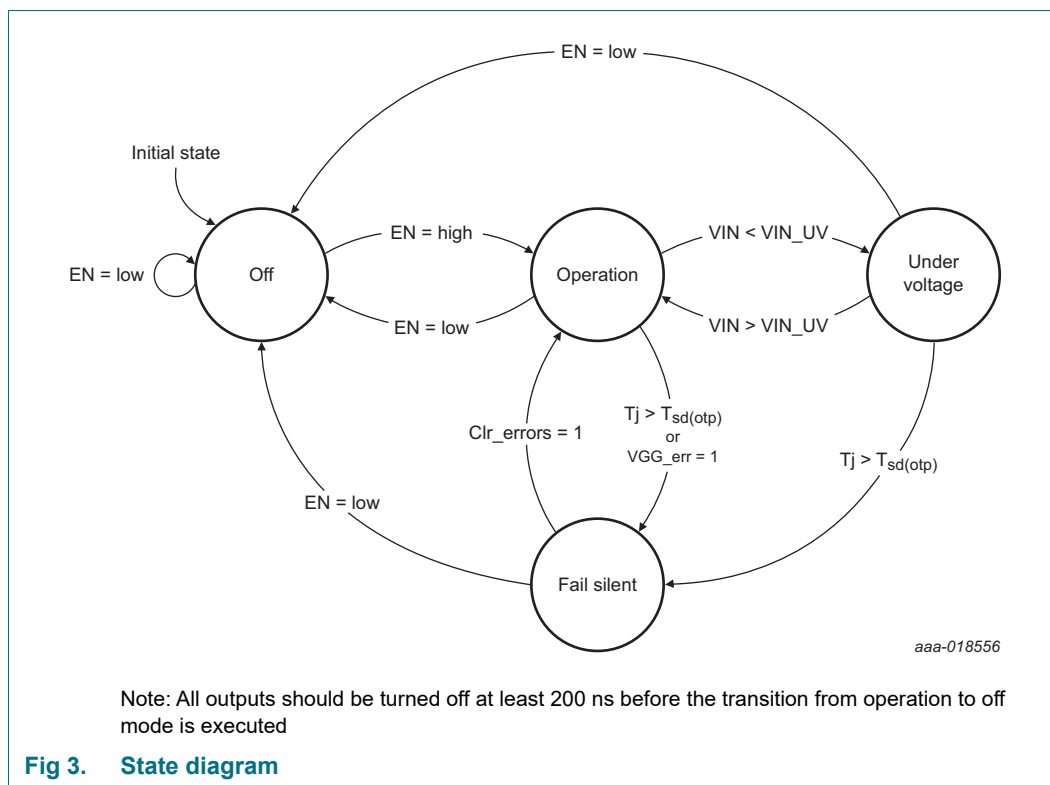 EN = low
Initial state
EN = high
VIN < VIN_UV
EN = low
Off
Operation
Under
voltage
EN = low
VIN > VIN_UV
Clr_errors = 1
Tj > Tsd(otp)
or
VGG_err = 1
Tj > Tsd(otp)
EN = low
Fail silent
aaa-018556
Note: All outputs should be turned off at least 200 ns before the transition from operation to off
mode is executed
Fig 3. State diagram